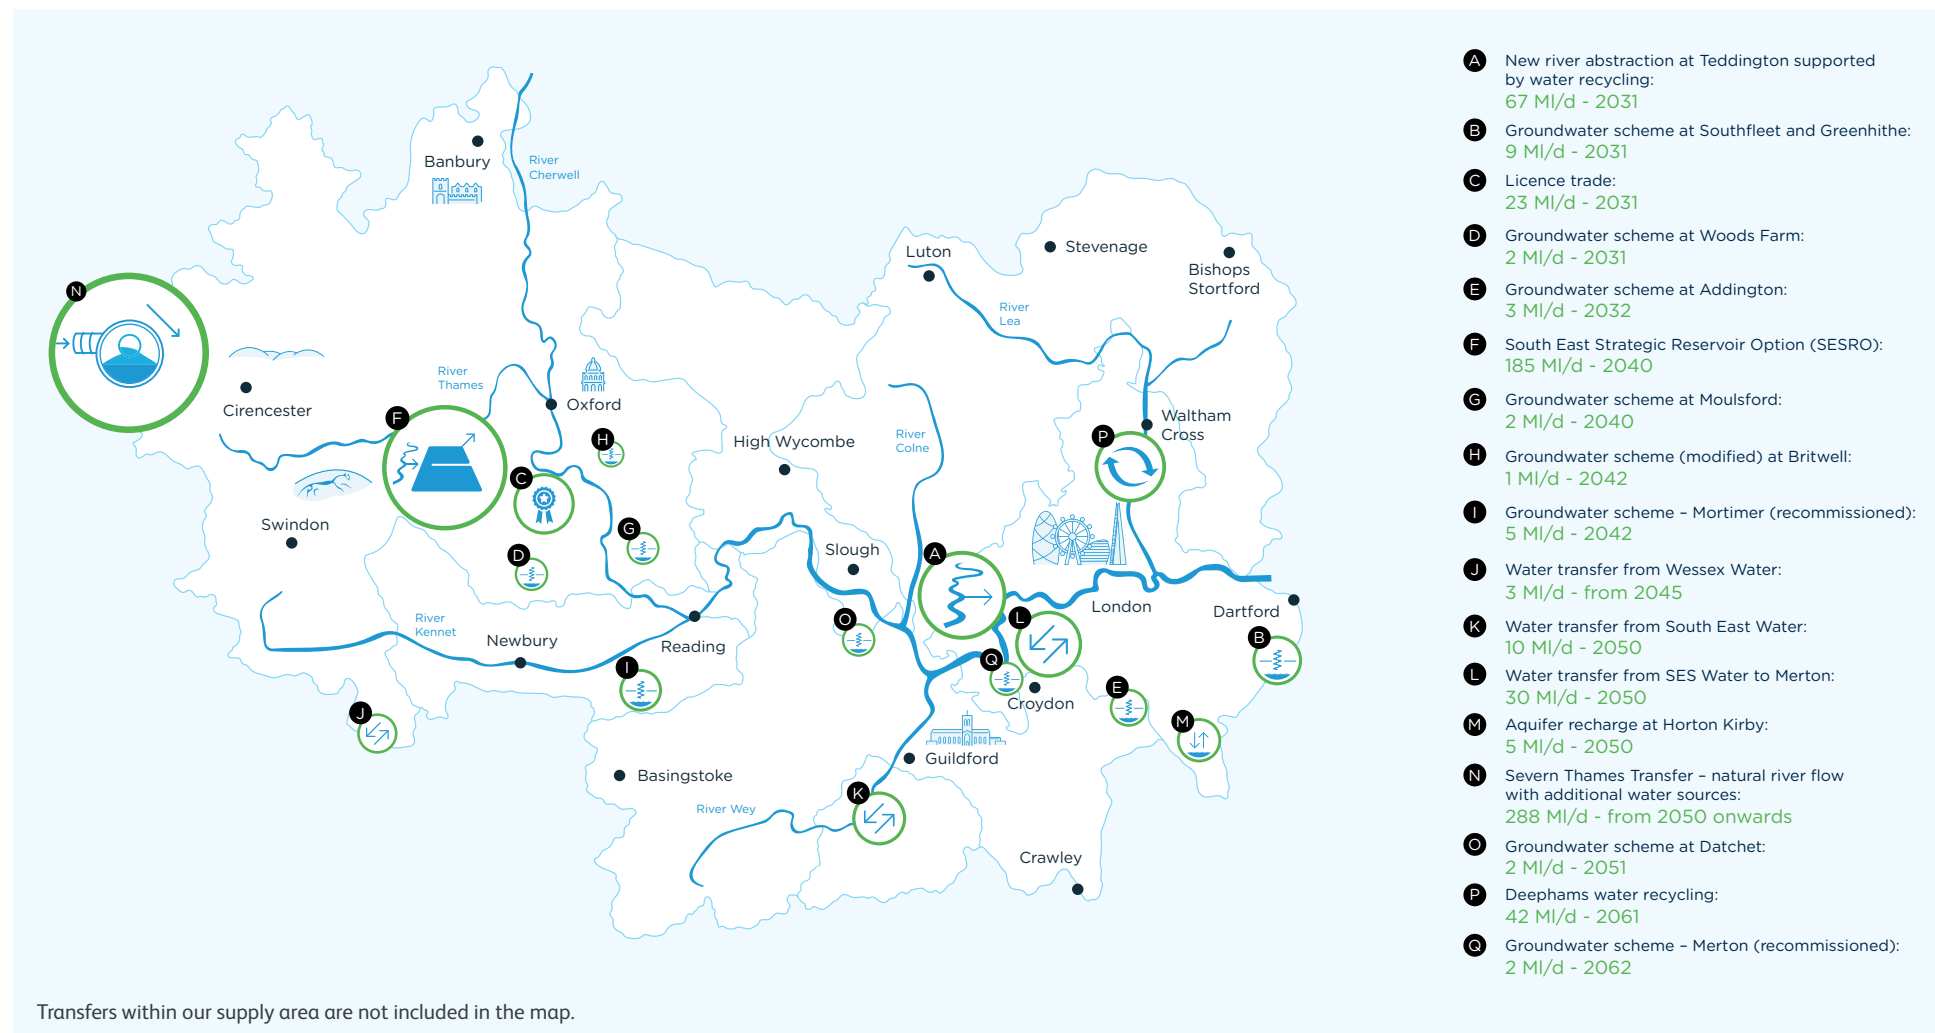 Banbury
River
Cherwell
Luton
Stevenage
Bishops
Stortford
River
Lea
N
Cirencester
River
Thames
Oxford
F
H
C
High Wycombe
River
Colne
Waltham
Cross
P
Swindon
G
D
Slough
A
London
Dartford
River
Kennet
Newbury
Reading
O
L
B
I
Q
Croydon
E
J
M
Basingstoke
Guildford
River Wey
K
Crawley
A
New river abstraction at Teddington supported
by water recycling:
67 Ml/d - 2031
B
Groundwater scheme at Southfleet and Greenhithe:
9 Ml/d - 2031
C
Licence trade:
23 Ml/d - 2031
D
Groundwater scheme at Woods Farm:
2 Ml/d - 2031
E
Groundwater scheme at Addington:
3 Ml/d - 2032
F
South East Strategic Reservoir Option (SESRO):
185 Ml/d - 2040
G
Groundwater scheme at Moulsford:
2 Ml/d - 2040
H
Groundwater scheme (modified) at Britwell:
1 Ml/d - 2042
I
Groundwater scheme – Mortimer (recommissioned):
5 Ml/d - 2042
J
Water transfer from Wessex Water:
3 Ml/d - from 2045
K
Water transfer from South East Water:
10 Ml/d - 2050
L
Water transfer from SES Water to Merton:
30 Ml/d - 2050
M
Aquifer recharge at Horton Kirby:
5 Ml/d - 2050
N
Severn Thames Transfer – natural river flow
with additional water sources:
288 Ml/d - from 2050 onwards
O
Groundwater scheme at Datchet:
2 Ml/d - 2051
P
Deephams water recycling:
42 Ml/d - 2061
Q
Groundwater scheme – Merton (recommissioned):
2 Ml/d - 2062
Transfers within our supply area are not included in the map.